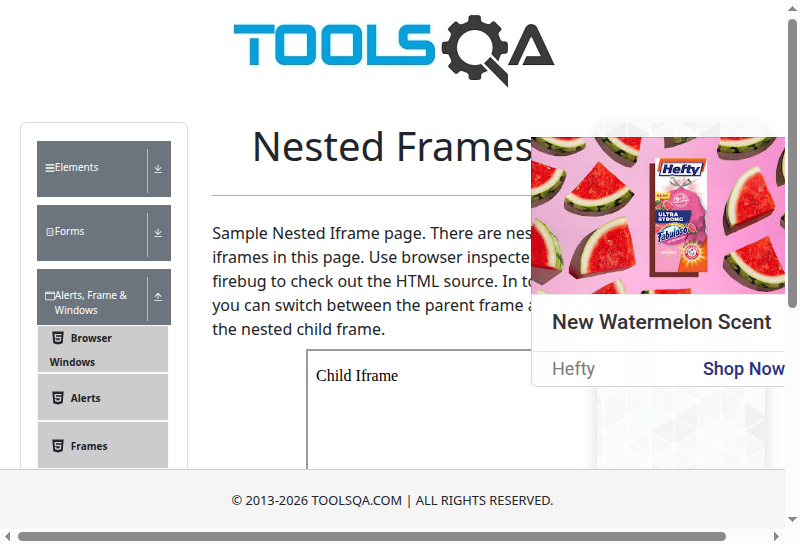 TOOLSQA
Elements
Forms
Alerts, Frame &
Windows
Browser
Windows
Alerts
Frames
Nested Frames
Sample Nested Iframe page. There are nes
iframes in this page. Use browser inspecte
firebug to check out the HTML source. In to
you can switch between the parent frame a
the nested child frame.
Child Iframe
Hefty
ULTRA
STRONG
Fabuloso
New Watermelon Scent
Hefty
Shop Now
© 2013-2026 TOOLSQA.COM | ALL RIGHTS RESERVED.